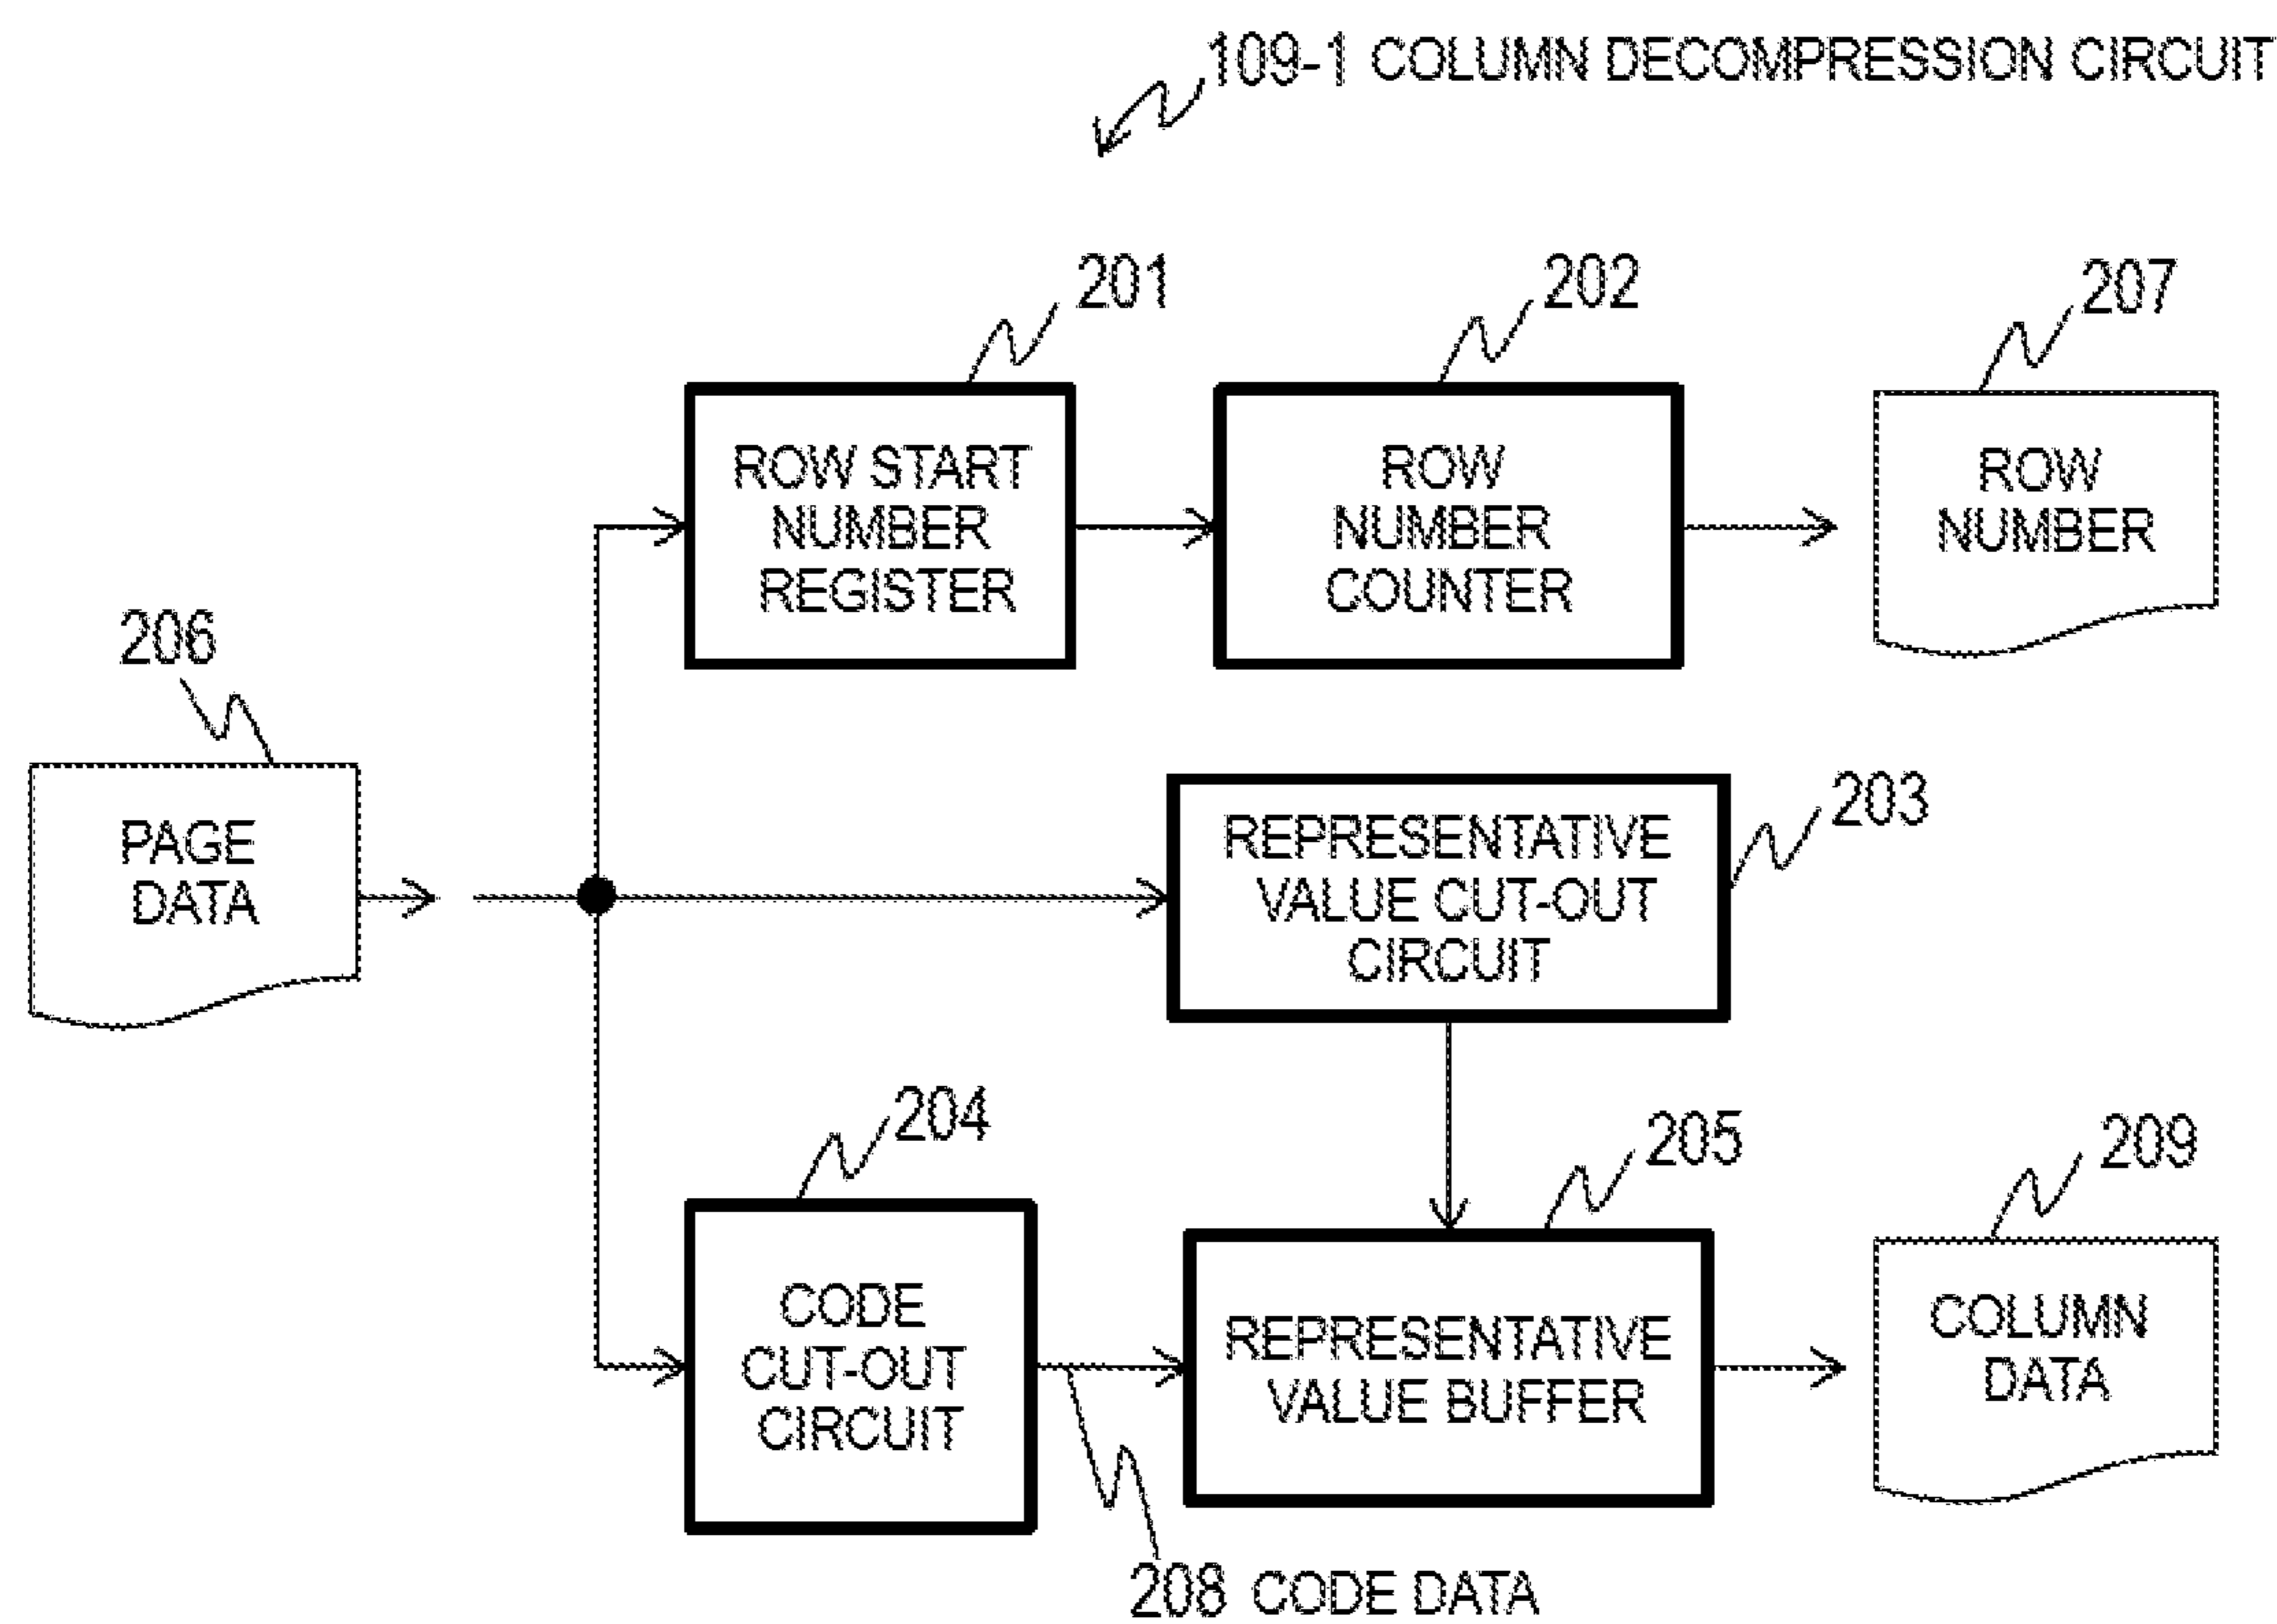 109-1 COLUMN DECOMPRESSION CIRCUIT
201
202
207
ROW START
NUMBER
REGISTER
ROW
NUMBER
COUNTER
ROW
NUMBER
206
PAGE
DATA
203
REPRESENTATIVE
VALUE CUT-OUT
CIRCUIT
204
205
209
CODE
CUT-OUT
CIRCUIT
REPRESENTATIVE
VALUE BUFFER
COLUMN
DATA
208 CODE DATA